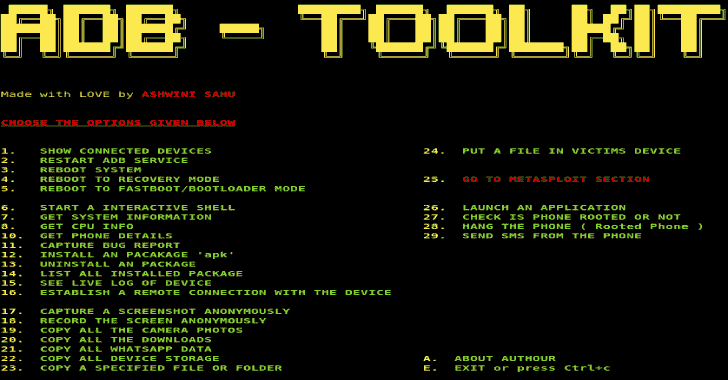 ADB - TOOLKIT
Made with LOVE by ASHWINI SAHU
CHOOSE THE OPTIONS GIVEN BELOW
1. SHOW CONNECTED DEVICES
2. RESTART ADB SERVICE
3. REBOOT SYSTEM
4. REBOOT TO RECOVERY MODE
5. REBOOT TO FASTBOOT/BOOTLOADER MODE
6. START A INTERACTIVE SHELL
7. GET SYSTEM INFORMATION
8. GET CPU INFO
10. GET PHONE DETAILS
11. CAPTURE BUG REPORT
12. INSTALL AN PACAKAGE 'apk'
13. UNINSTALL AN PACKAGE
14. LIST ALL INSTALLED PACKAGE
15. SEE LIVE LOG OF DEVICE
16. ESTABLISH A REMOTE CONNECTION WITH THE DEVICE
17. CAPTURE A SCREENSHOT ANONYMOUSLY
18. RECORD THE SCREEN ANONYMOUSLY
19. COPY ALL THE CAMERA PHOTOS
20. COPY ALL THE DOWNLOADS
21. COPY ALL WHATSAPP DATA
22. COPY ALL DEVICE STORAGE
23. COPY A SPECIFIED FILE OR FOLDER
24. PUT A FILE IN VICTIMS DEVICE
25. GO TO METASPLOIT SECTION
26. LAUNCH AN APPLICATION
27. CHECK IS PHONE ROOTED OR NOT
28. HANG THE PHONE ( Rooted Phone )
29. SEND SMS FROM THE PHONE
A. ABOUT AUTHOUR
E. EXIT or press Ctrl+c